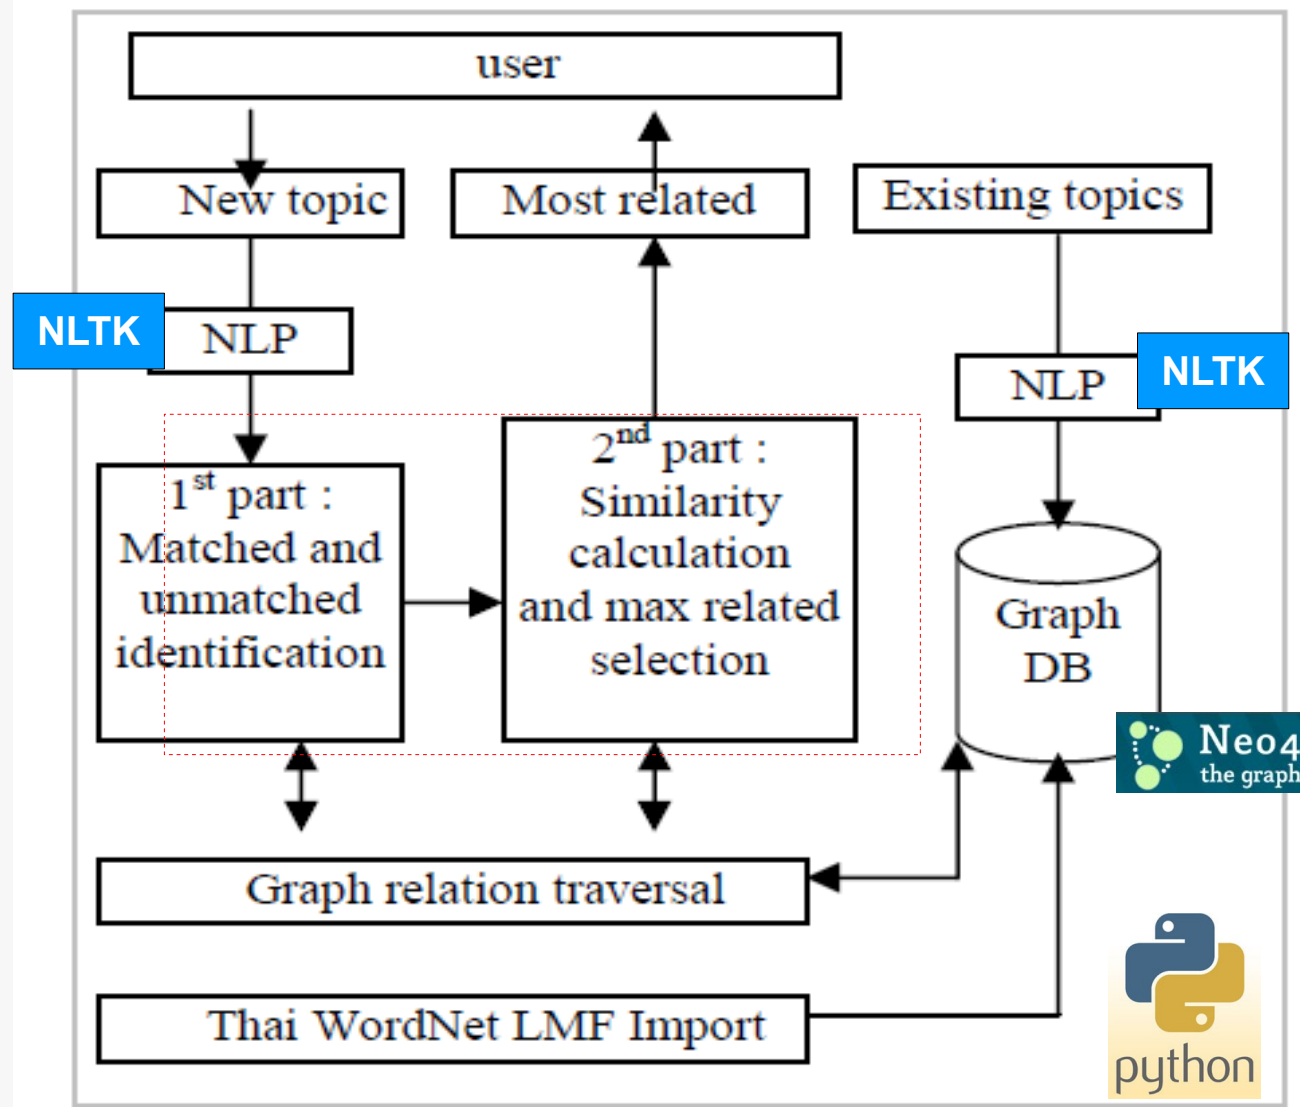 user
New topic
Most related
Existing topics
NLTK
NLP
NLP
NLTK
1st part :
Matched and
unmatched
identification
2nd part :
Similarity
calculation
and max related
selection
Graph
DB
Neo4
the graph
Graph relation traversal
Thai WordNet LMF Import
python